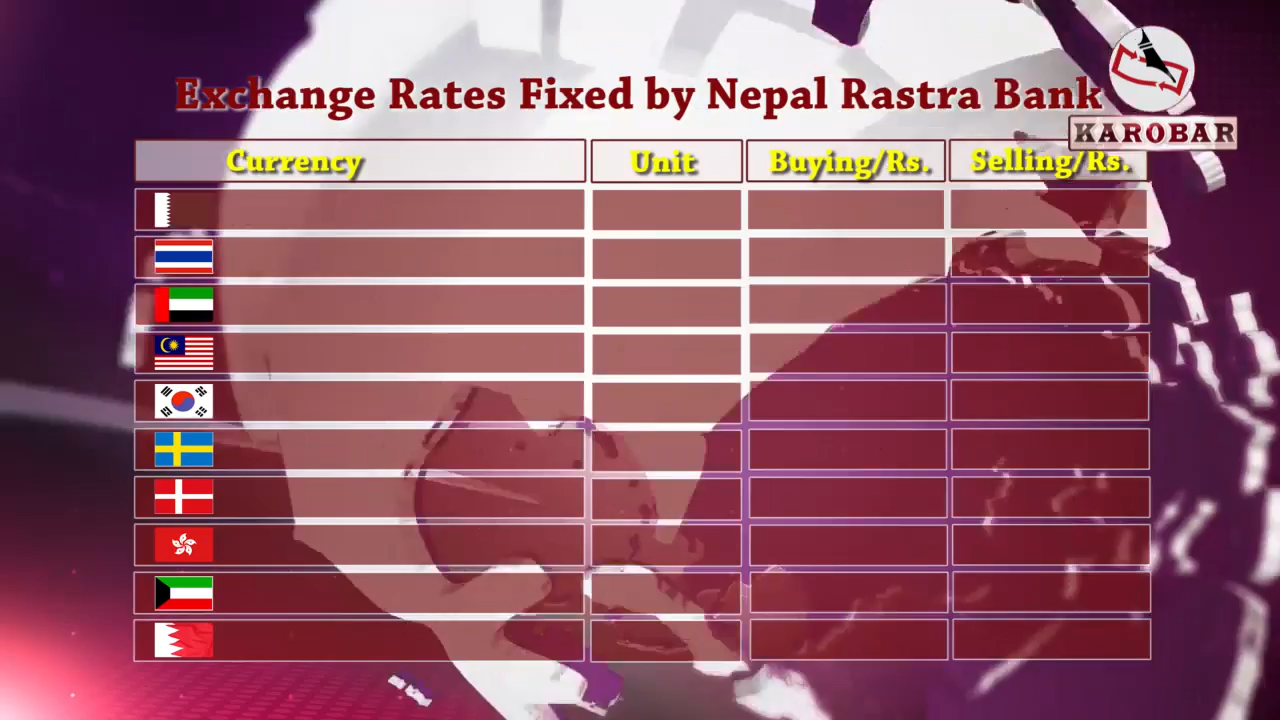 Exchange Rates Fixed by Nepal Rastra Bank
KAROBAR
Currency Unit Buying/Rs. Selling/Rs.